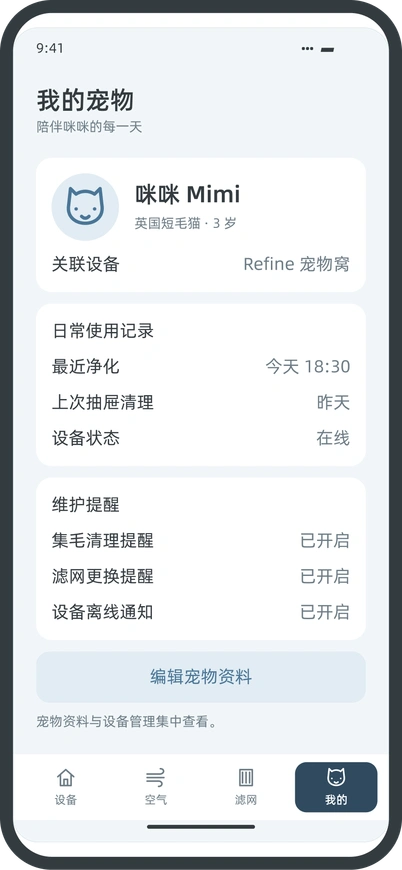 9:41
我的宠物
陪伴咪咪的每一天
咪咪 Mimi
英国短毛猫 · 3 岁
关联设备 Refine 宠物窝
日常使用记录
最近净化 今天 18:30
上次抽屉清理 昨天
设备状态 在线
维护提醒
集毛清理提醒 已开启
滤网更换提醒 已开启
设备离线通知 已开启
编辑宠物资料
宠物资料与设备管理集中查看。
设备 空气 滤网 我的